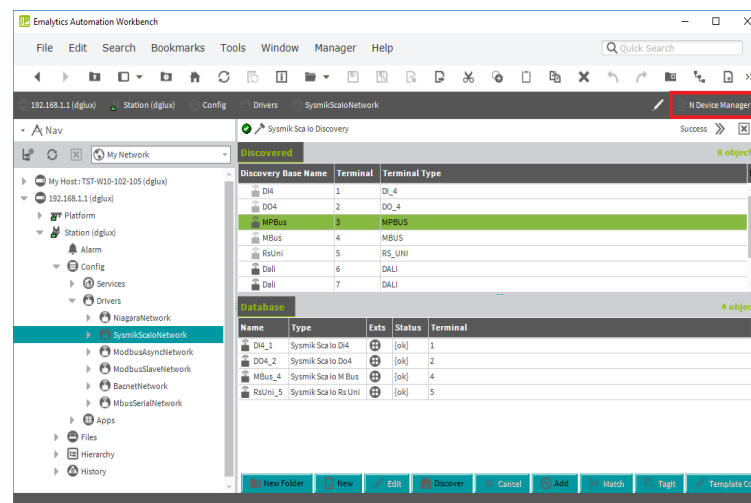 Emalytics Automation Workbench
File Edit Search Bookmarks Tools Window Manager Help
Quick Search
192.168.1.1 (dglux) Station (dglux) Config Drivers SysmikScaIoNetwork N Device Manager
Nav
My Network
My Host : TST-W10-102-105 (dglux)
192.168.1.1 (dglux)
Platform
Station (dglux)
Alarm
Config
Services
Drivers
NiagaraNetwork
SysmikScaIoNetwork
ModbusAsyncNetwork
ModbusSlaveNetwork
BacnetNetwork
MbusSerialNetwork
Apps
Files
Hierarchy
History
Sysmik Sca Io Discovery Success
Discovered 8 objec
Discovery Base Name Terminal Terminal Type
DI4 1 DI_4
DO4 2 DO_4
MPBus 3 MPBUS
MBus 4 MBUS
RsUni 5 RS_UNI
Dali 6 DALI
Dali 7 DALI
Database 4 objec
Name Type Exts Status Terminal
DI4_1 Sysmik Sca Io Di4 {ok} 1
DO4_2 Sysmik Sca Io Do4 {ok} 2
MBus_4 Sysmik Sca Io M Bus {ok} 4
RsUni_5 Sysmik Sca Io Rs Uni {ok} 5
New Folder New Edit Discover Cancel Add Match TagIt Template Co